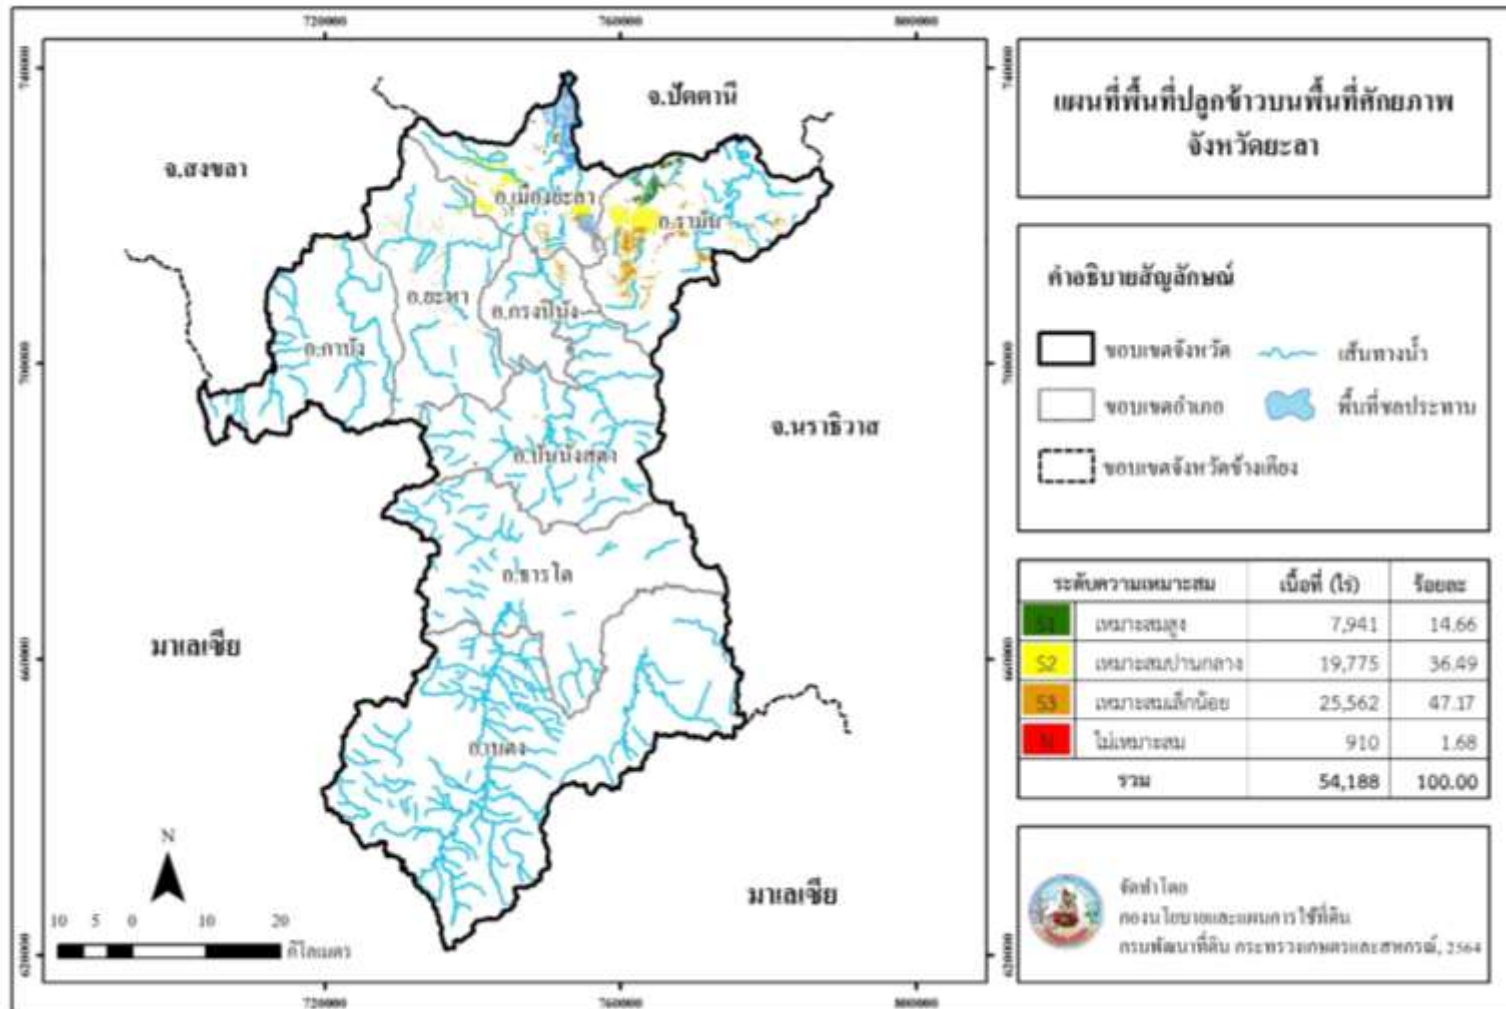 720000 760000 800000
740000 700000 660000 620000
จ.ปัตตานี
จ.สงขลา
อ.เมืองยะลา
อ.รามัน
อ.ยะหา
อ.กรงปินัง
อ.กาบัง
จ.นราธิวาส
อ.บันนังสตา
อ.ธารโต
มาเลเซีย
อ.เบตง
มาเลเซีย
N
10 5 0 10 20
กิโลเมตร
720000 760000 800000
740000 700000 660000 620000
แผนที่พื้นที่ปลูกข้าวบนพื้นที่ศักยภาพ
จังหวัดยะลา
คำอธิบายสัญลักษณ์
ขอบเขตจังหวัด เส้นทางน้ำ
ขอบเขตอำเภอ พื้นที่ชลประทาน
ขอบเขตจังหวัดข้างเคียง
ระดับความเหมาะสม เนื้อที่ (ไร่) ร้อยละ
S1 เหมาะสมสูง 7,941 14.66
S2 เหมาะสมปานกลาง 19,775 36.49
S3 เหมาะสมเล็กน้อย 25,562 47.17
N ไม่เหมาะสม 910 1.68
รวม 54,188 100.00
จัดทำโดย
กองนโยบายและแผนการใช้ที่ดิน
กรมพัฒนาที่ดิน กระทรวงเกษตรและสหกรณ์, 2564